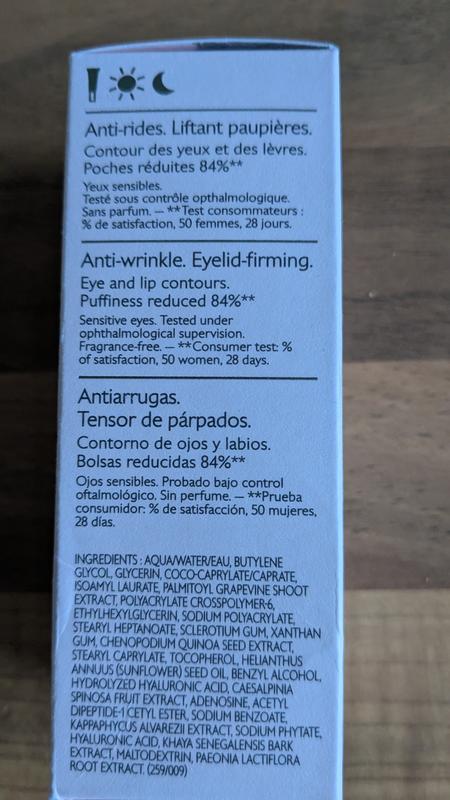 Anti-rides. Liftant paupières.
Contour des yeux et des lèvres.
Poches réduites 84%**
Yeux sensibles.
Testé sous contrôle opthalmologique.
Sans parfum. — **Test consommateurs :
% de satisfaction, 50 femmes, 28 jours.
Anti-wrinkle. Eyelid-firming.
Eye and lip contours.
Puffiness reduced 84%**
Sensitive eyes. Tested under
ophthalmological supervision.
Fragrance-free. — **Consumer test: %
of satisfaction, 50 women, 28 days.
Antiarrugas.
Tensor de párpados.
Contorno de ojos y labios.
Bolsas reducidas 84%**
Ojos sensibles. Probado bajo control
oftalmológico. Sin perfume. — **Prueba
consumidor: % de satisfacción, 50 mujeres,
28 días.
INGREDIENTS : AQUA/WATER/EAU, BUTYLENE
GLYCOL, GLYCERIN, COCO-CAPRYLATE/CAPRATE,
ISOAMYL LAURATE, PALMITOYL GRAPEVINE SHOOT
EXTRACT, POLYACRYLATE CROSSPOLYMER-6,
ETHYLHEXYLGLYCERIN, SODIUM POLYACRYLATE,
STEARYL HEPTANOATE, SCLEROTIUM GUM, XANTHAN
GUM, CHENOPODIUM QUINOA SEED EXTRACT,
STEARYL CAPRYLATE, TOCOPHEROL, HELIANTHUS
ANNUUS (SUNFLOWER) SEED OIL, BENZYL ALCOHOL,
HYDROLYZED HYALURONIC ACID, CAESALPINIA
SPINOSA FRUIT EXTRACT, ADENOSINE, ACETYL
DIPEPTIDE-1 CETYL ESTER, SODIUM BENZOATE,
KAPPAPHYCUS ALVAREZII EXTRACT, SODIUM PHYTATE,
HYALURONIC ACID, KHAYA SENEGALENSIS BARK
EXTRACT, MALTODEXTRIN, PAEONIA LACTIFLORA
ROOT EXTRACT. (259/009)